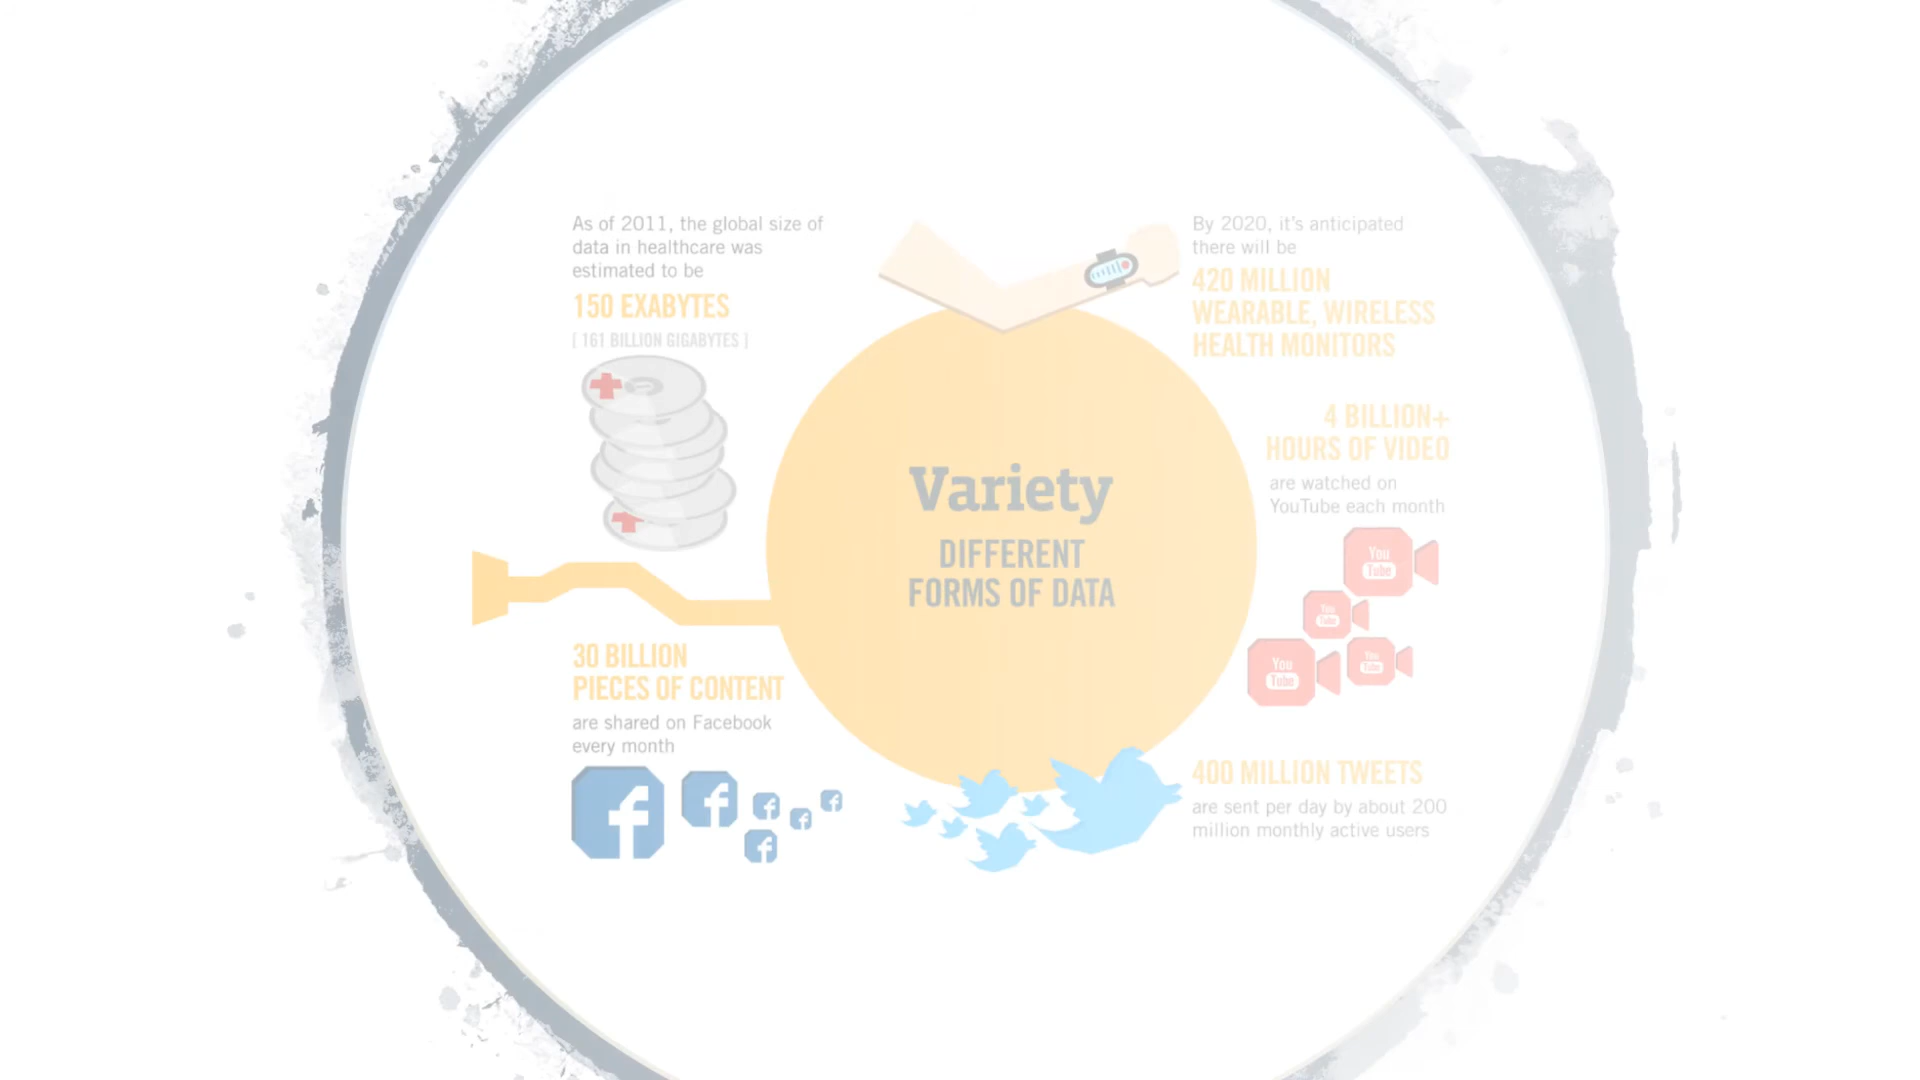 As of 2011, the global size of
data in healthcare was
estimated to be
150 EXABYTES
[ 161 BILLION GIGABYTES ]
By 2020, it's anticipated
there will be
420 MILLION
WEARABLE, WIRELESS
HEALTH MONITORS
4 BILLION+
HOURS OF VIDEO
are watched on
YouTube each month
You
Tube
You
Tube
You
Tube
You
Tube
Variety
DIFFERENT
FORMS OF DATA
30 BILLION
PIECES OF CONTENT
are shared on Facebook
every month
f
f
f
f
f
f
400 MILLION TWEETS
are sent per day by about 200
million monthly active users